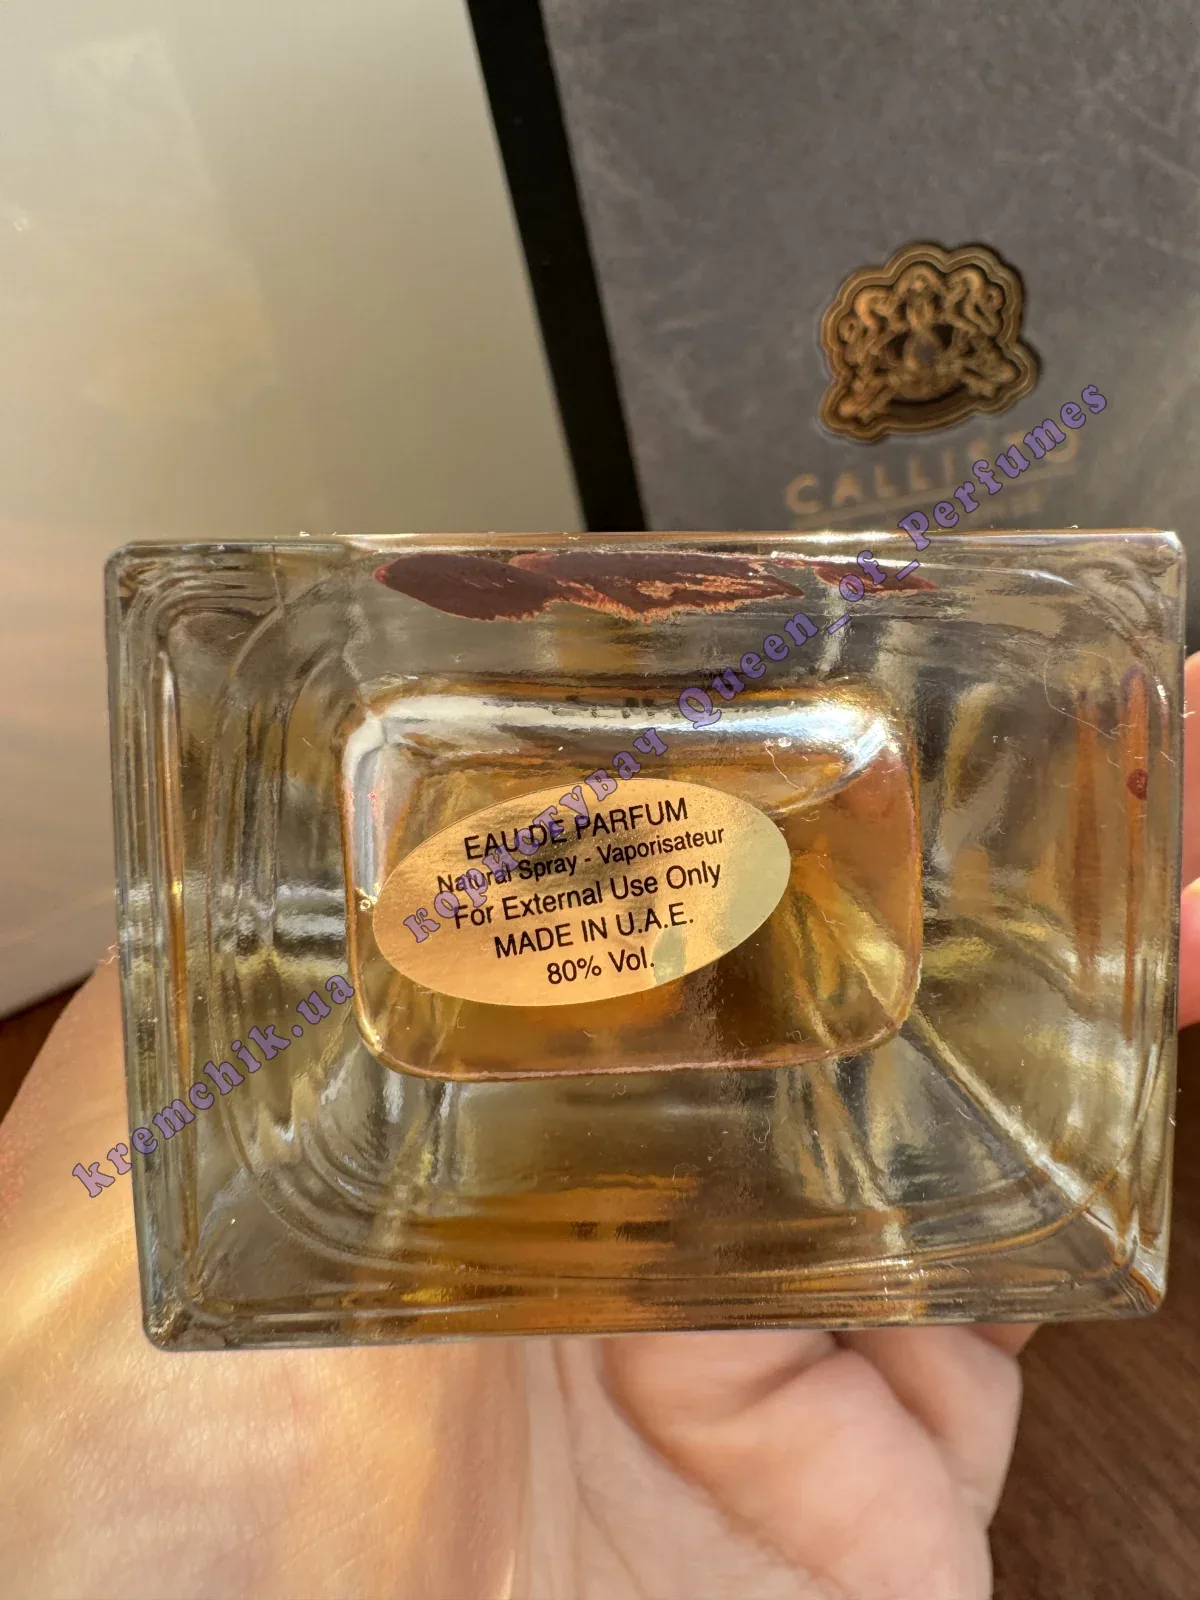 CALLISTO
EAU DE PARFUM
Natural Spray - Vaporisateur
For External Use Only
MADE IN U.A.E.
80% Vol.
kremchik.ua користувач Queen_of_Perfumes